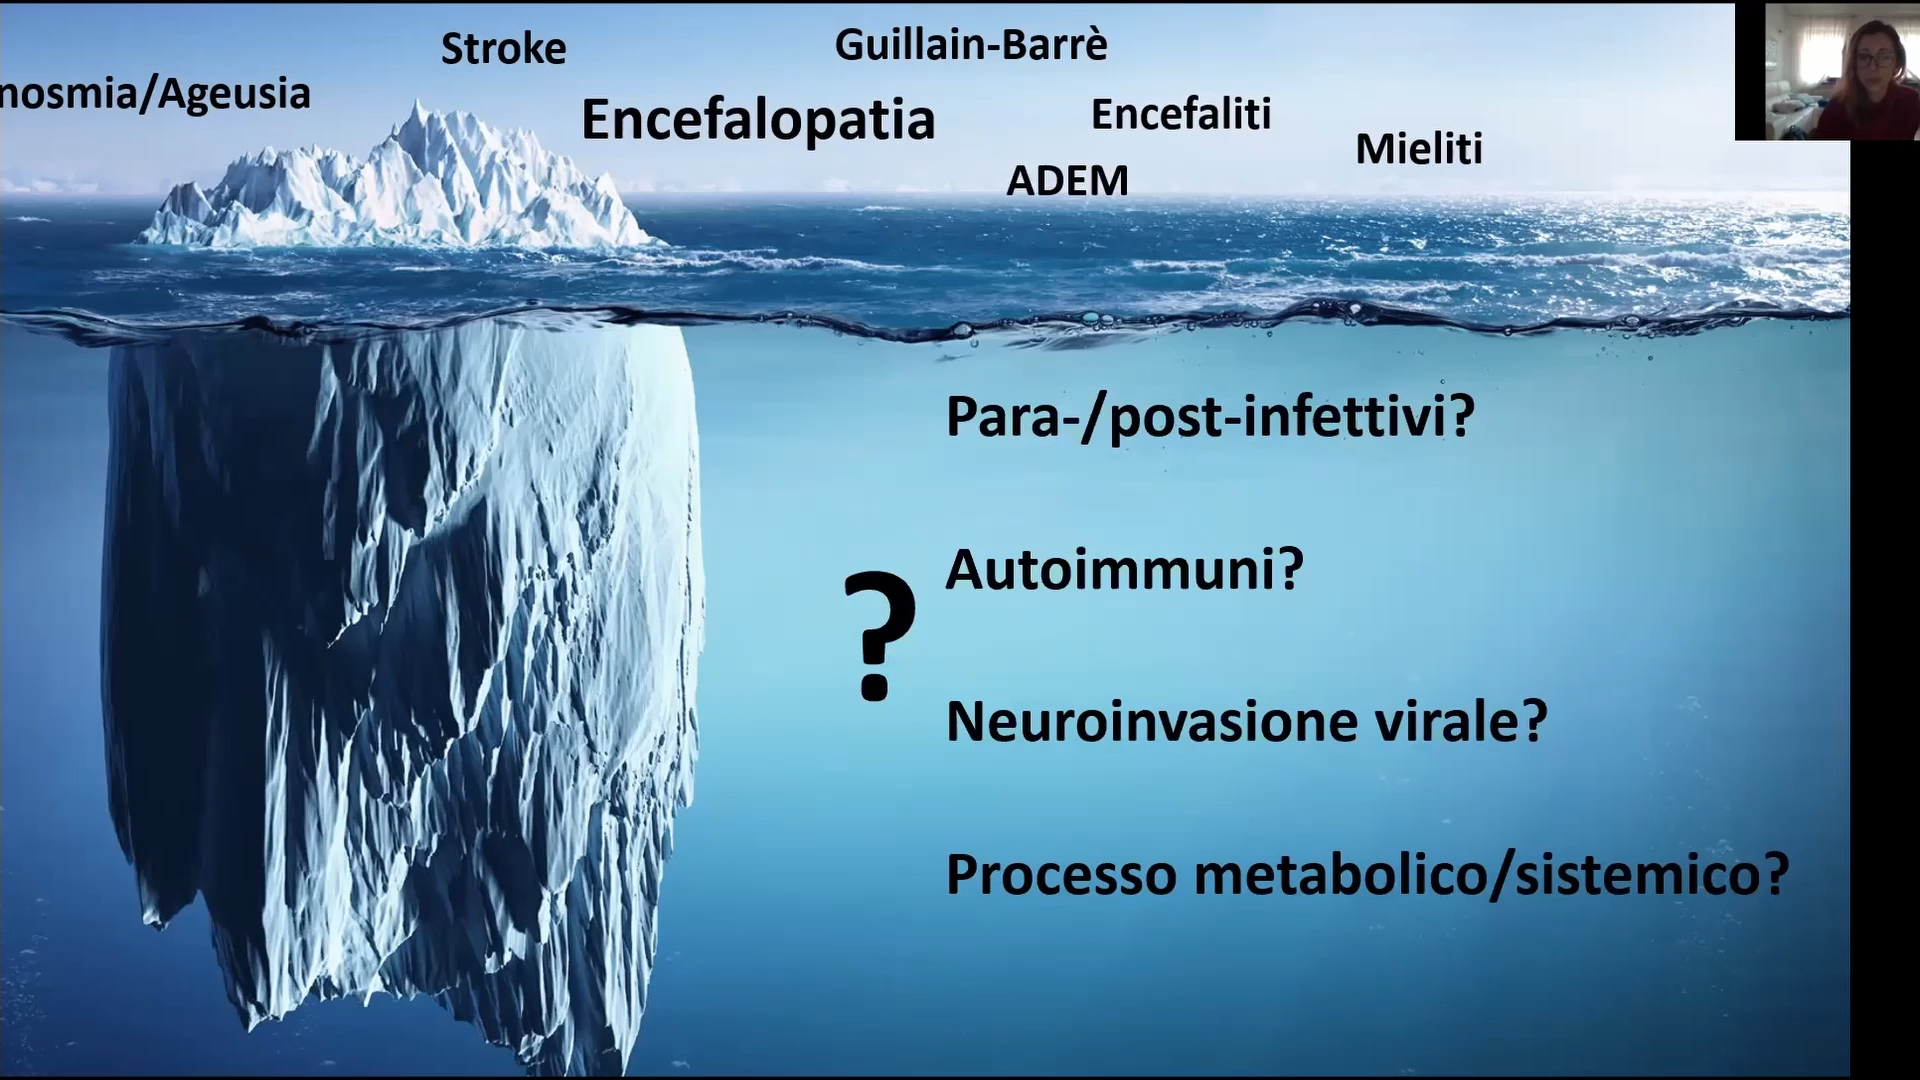 Stroke
Guillain-Barrè
nosmia/Ageusia
Encefalopatia
Encefaliti
Mieliti
ADEM
Para-/post-infettivi?
Autoimmuni?
?
Neuroinvasione virale?
Processo metabolico/sistemico?